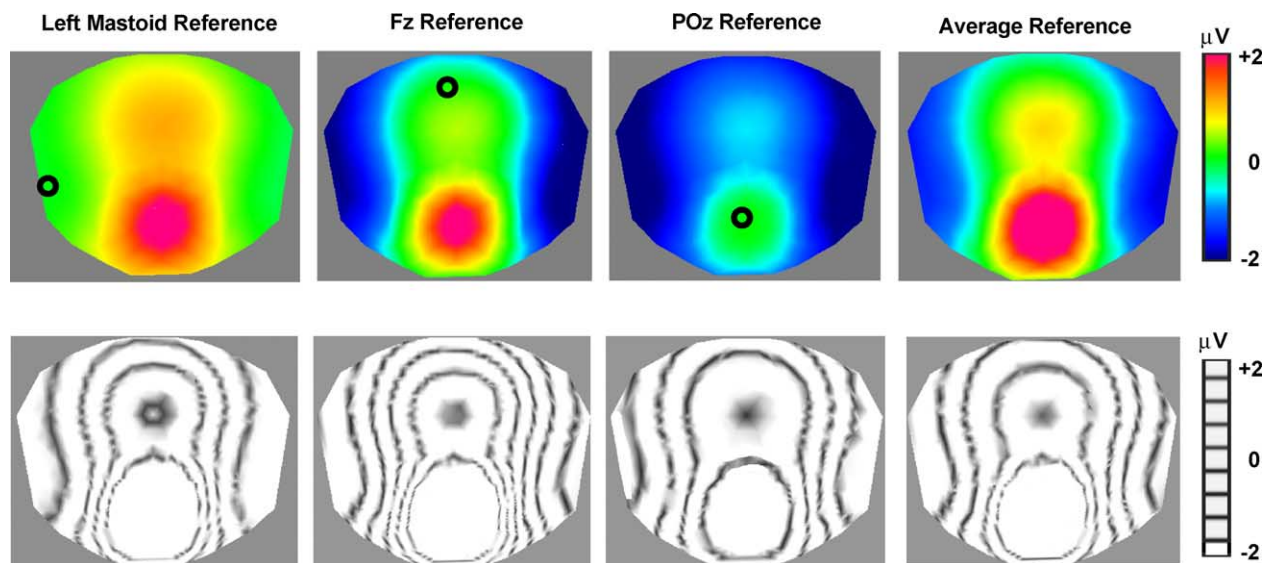 Left Mastoid Reference
Fz Reference
POz Reference
Average Reference
μV
+2
0
-2
μV
+2
0
-2